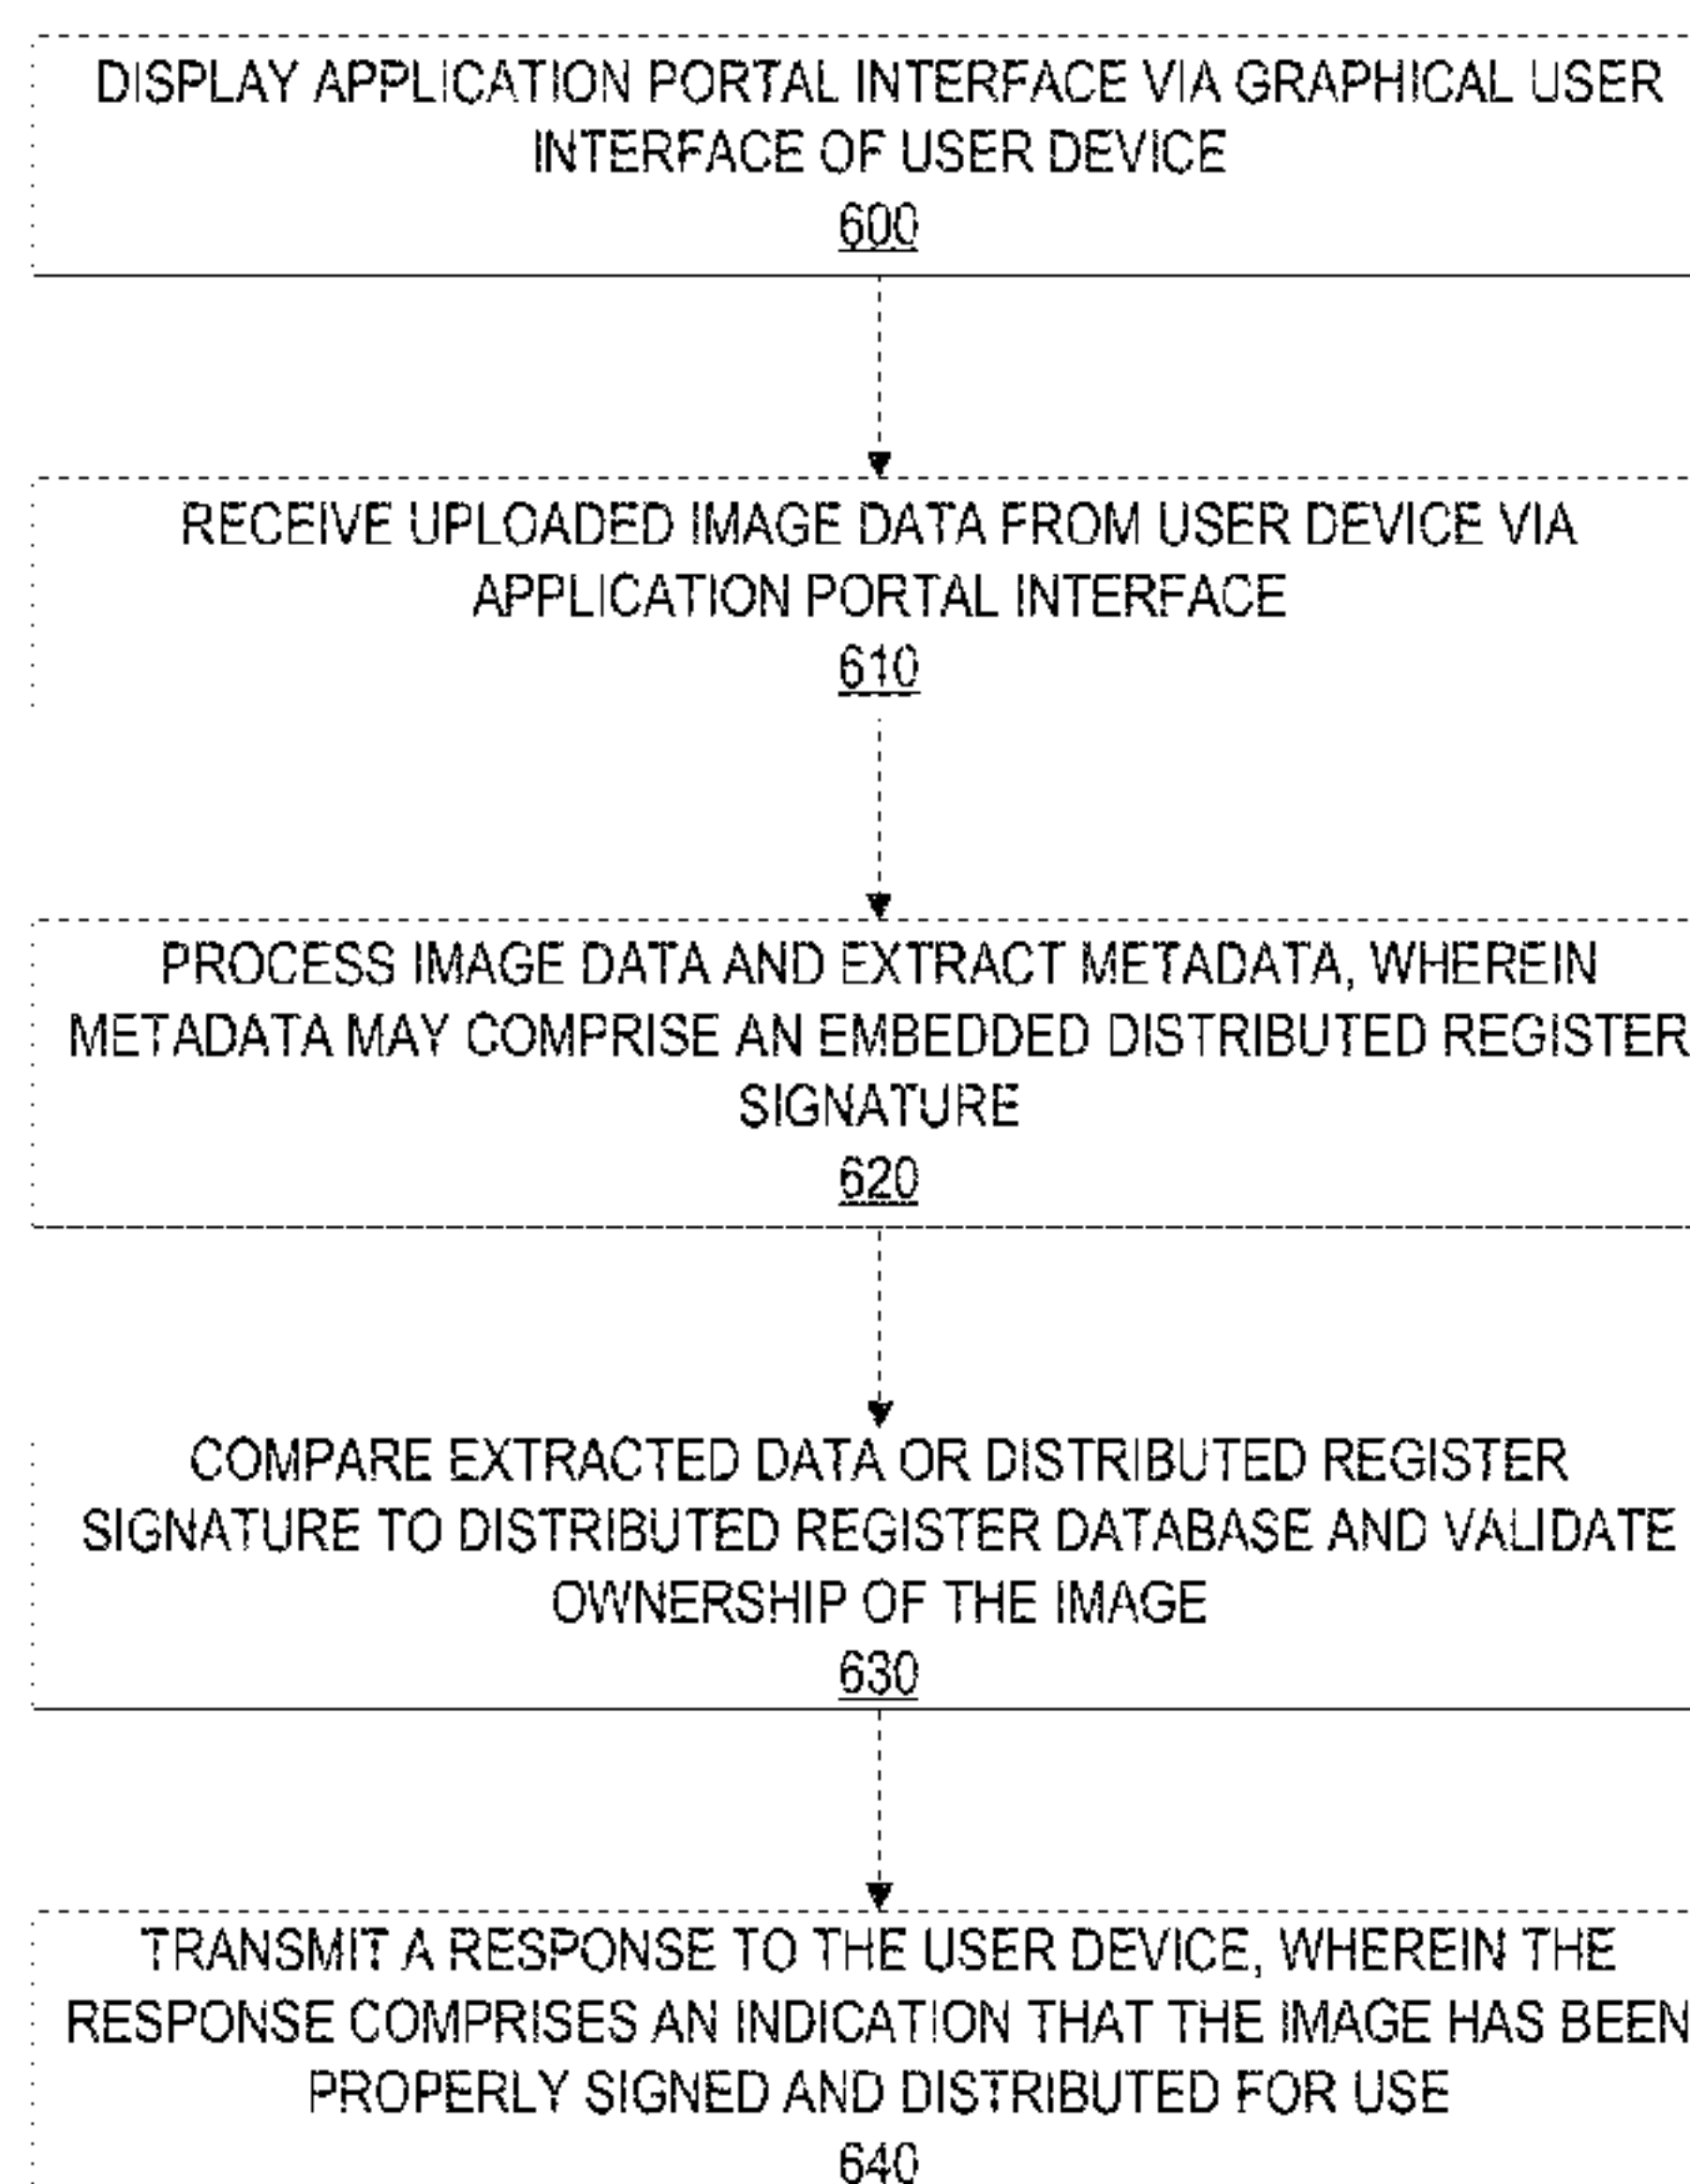 DISPLAY APPLICATION PORTAL INTERFACE VIA GRAPHICAL USER
INTERFACE OF USER DEVICE
600
RECEIVE UPLOADED IMAGE DATA FROM USER DEVICE VIA
APPLICATION PORTAL INTERFACE
610
PROCESS IMAGE DATA AND EXTRACT METADATA, WHEREIN
METADATA MAY COMPRISE AN EMBEDDED DISTRIBUTED REGISTER
SIGNATURE
620
COMPARE EXTRACTED DATA OR DISTRIBUTED REGISTER
SIGNATURE TO DISTRIBUTED REGISTER DATABASE AND VALIDATE
OWNERSHIP OF THE IMAGE
630
TRANSMIT A RESPONSE TO THE USER DEVICE, WHEREIN THE
RESPONSE COMPRISES AN INDICATION THAT THE IMAGE HAS BEEN
PROPERLY SIGNED AND DISTRIBUTED FOR USE
640